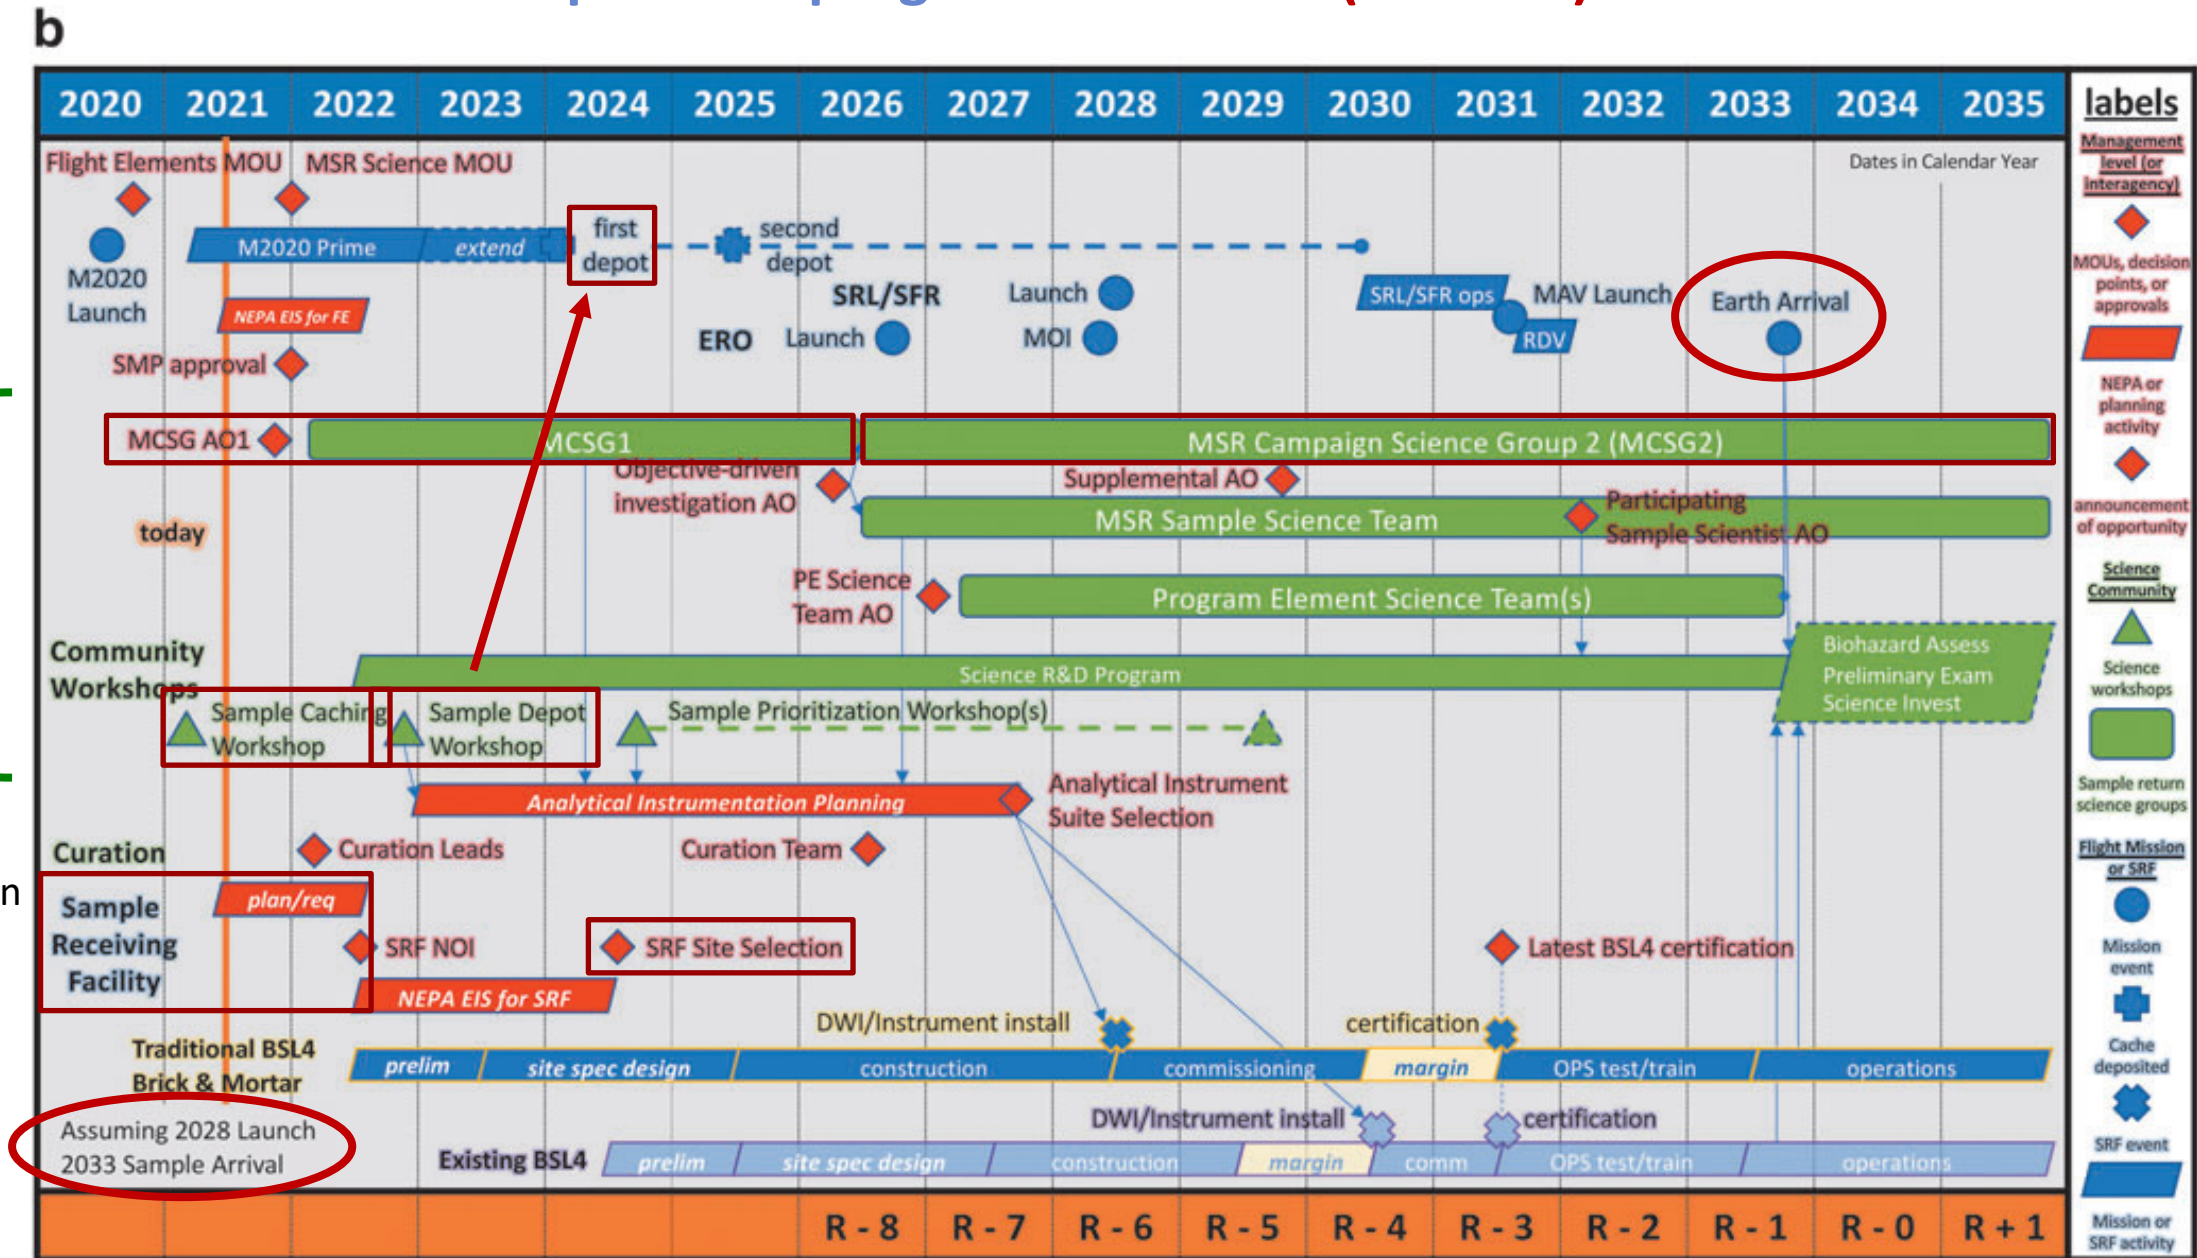 b
2020 2021 2022 2023 2024 2025 2026 2027 2028 2029 2030 2031 2032 2033 2034 2035
Flight Elements MOU
MSR Science MOU
Dates in Calendar Year
M2020
Launch
M2020 Prime
extend
first
depot
second
depot
NEPA EIS for FE
SRL/SFR
Launch
ERO
Launch
MOI
SRL/SFR ops
MAV Launch
RDV
Earth Arrival
SMP approval
MCSG AO1
MCSG1
MSR Campaign Science Group 2 (MCSG2)
Objective-driven
investigation AO
Supplemental AO
today
MSR Sample Science Team
Participating
Sample Scientist AO
PE Science
Team AO
Program Element Science Team(s)
Community
Workshops
Science R&D Program
Biohazard Assess
Preliminary Exam
Science Invest
Sample Caching
Workshop
Sample Depot
Workshop
Sample Prioritization Workshop(s)
Analytical Instrumentation Planning
Analytical Instrument
Suite Selection
Curation
Curation Leads
Curation Team
n
Sample
Receiving
Facility
plan/req
SRF NOI
SRF Site Selection
Latest BSL4 certification
NEPA EIS for SRF
DWI/Instrument install
certification
Traditional BSL4
Brick & Mortar
prelim
site spec design
construction
commissioning
margin
OPS test/train
operations
Assuming 2028 Launch
2033 Sample Arrival
DWI/Instrument install
certification
Existing BSL4
prelim
site spec design
construction
margin
comm
OPS test/train
operations
R - 8 R - 7 R - 6 R - 5 R - 4 R - 3 R - 2 R - 1 R - 0 R + 1
labels
Management
level (or
interagency)
MOUs, decision
points, or
approvals
NEPA or
planning
activity
announcement
of opportunity
Science
Community
Science
workshops
Sample return
science groups
Flight Mission
or SRF
Mission
event
Cache
deposited
SRF event
Mission or
SRF activity